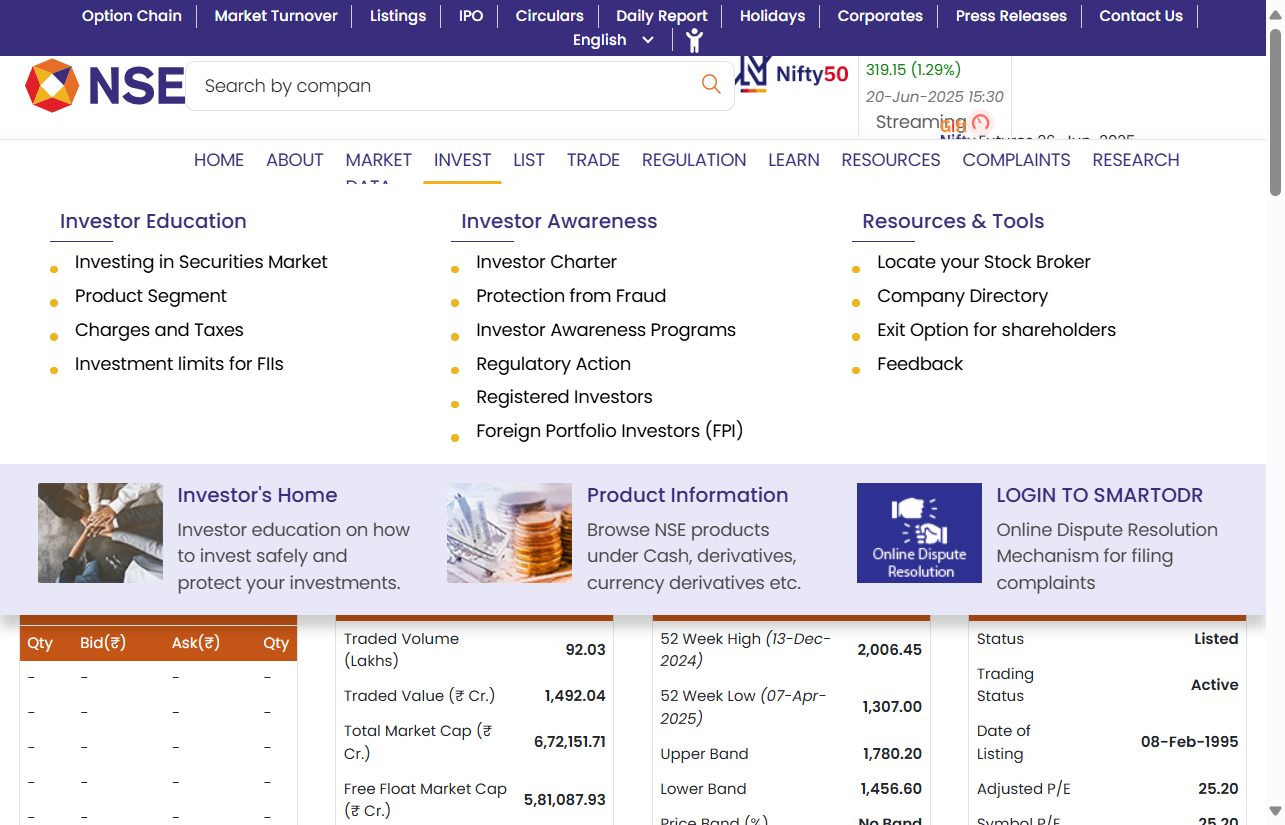 Option Chain Market Turnover Listings IPO Circulars Daily Report Holidays Corporates Press Releases Contact Us
English
NSE
Search by compan
Nifty50
319.15 (1.29%)
20-Jun-2025 15:30
Streaming
Gift
Nifty Futures 26-Jun-2025
HOME ABOUT MARKET DATA INVEST LIST TRADE REGULATION LEARN RESOURCES COMPLAINTS RESEARCH
Investor Education
Investing in Securities Market
Product Segment
Charges and Taxes
Investment limits for FIIs
Investor Awareness
Investor Charter
Protection from Fraud
Investor Awareness Programs
Regulatory Action
Registered Investors
Foreign Portfolio Investors (FPI)
Resources & Tools
Locate your Stock Broker
Company Directory
Exit Option for shareholders
Feedback
Investor's Home
Investor education on how
to invest safely and
protect your investments.
Product Information
Browse NSE products
under Cash, derivatives,
currency derivatives etc.
Online Dispute
Resolution
LOGIN TO SMARTODR
Online Dispute Resolution
Mechanism for filing
complaints
Qty Bid(₹) Ask(₹) Qty
- - - -
- - - -
- - - -
- - - -
- - - -
Traded Volume
(Lakhs) 92.03
Traded Value (₹ Cr.) 1,492.04
Total Market Cap (₹
Cr.) 6,72,151.71
Free Float Market Cap
(₹ Cr.) 5,81,087.93
52 Week High (13-Dec-
2024) 2,006.45
52 Week Low (07-Apr-
2025) 1,307.00
Upper Band 1,780.20
Lower Band 1,456.60
Price Band (%) No Band
Status Listed
Trading
Status Active
Date of
Listing 08-Feb-1995
Adjusted P/E 25.20
Symbol P/E 25.20